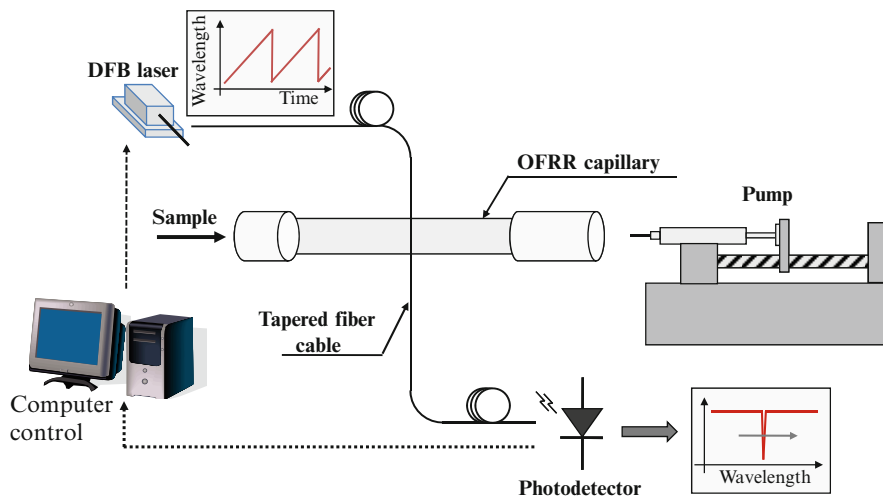 Wavelength
Time
DFB laser
OFRR capillary
Pump
Sample
Tapered fiber
cable
Computer
control
Photodetector
Wavelength